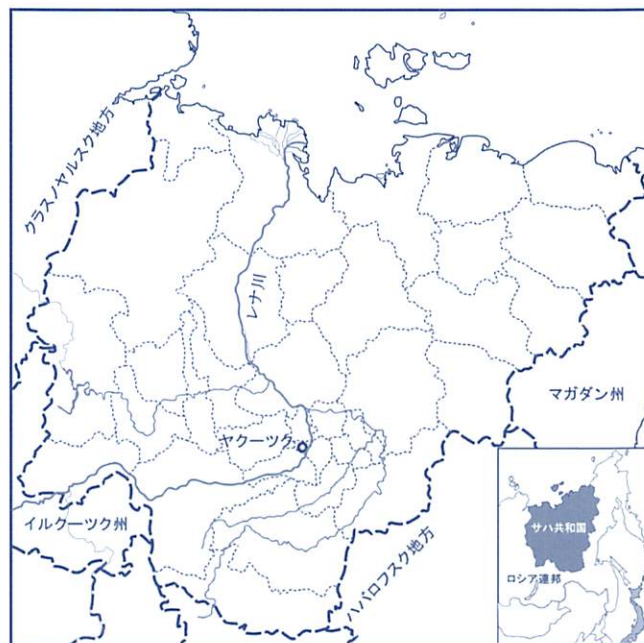 クラスノヤルスク地方
レナ川
マガダン州
ヤクーツク
イルクーツク州
ハバロフスク地方
サハ共和国
ロシア連邦